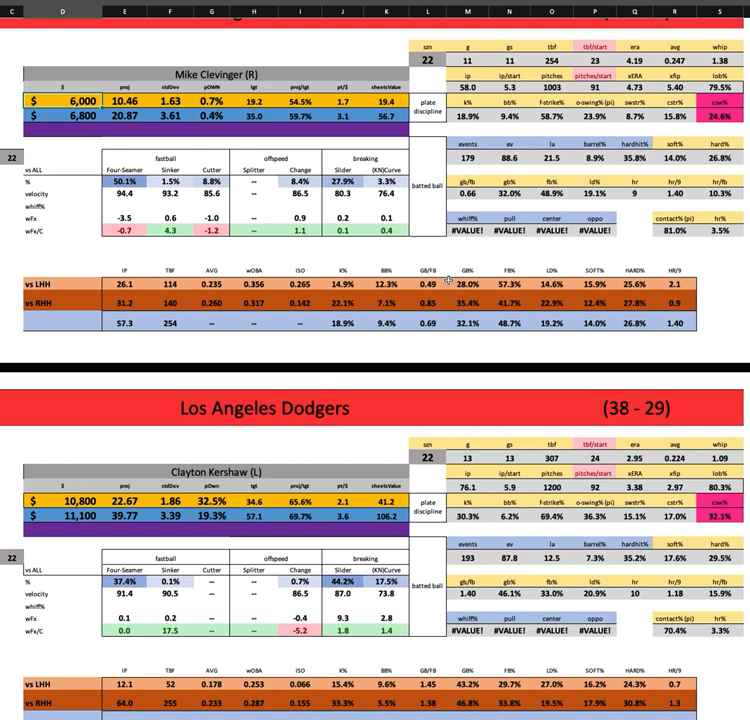 C D E F G H I J K L M N O P Q R S
szn g gs tbf tbf/start era avg whip
22 11 11 254 23 4.19 0.247 1.38
Mike Clevinger (R) ip ip/start pitches pitches/start xERA xfip lob%
$ proj stdDev pOWN tgt proj/tgt pt/$ sheetsValue 58.0 5.3 1003 91 4.73 5.40 79.5%
$ 6,000 10.46 1.63 0.7% 19.2 54.5% 1.7 19.4 plate discipline k% bb% f-strike% o-swing% (pi) swstr% cstr% csw%
$ 6,800 20.87 3.61 0.4% 35.0 59.7% 3.1 56.7 18.9% 9.4% 58.7% 23.9% 8.7% 15.8% 24.6%
events ev la barrel% hardhit% soft% hard%
22 fastball offspeed breaking 179 88.6 21.5 8.9% 35.8% 14.0% 26.8%
vs ALL Four-Seamer Sinker Cutter Splitter Change Slider (KN)Curve
% 50.1% 1.5% 8.8% -- 8.4% 27.9% 3.3% batted ball gb/fb gb% fb% ld% hr hr/9 hr/fb
velocity 94.4 93.2 85.6 -- 86.5 80.3 76.4 0.66 32.0% 48.9% 19.1% 9 1.40 10.3%
whiff%
wFx -3.5 0.6 -1.0 -- 0.9 0.2 0.1 whiff% pull center oppo contact% (pi) hr%
wFx/C -0.7 4.3 -1.2 -- 1.1 0.1 0.4 #VALUE! #VALUE! #VALUE! #VALUE! 81.0% 3.5%
IP TBF AVG wOBA ISO K% BB% GB/FB GB% FB% LD% SOFT% HARD% HR/9
vs LHH 26.1 114 0.235 0.356 0.265 14.9% 12.3% 0.49 28.0% 57.3% 14.6% 15.9% 25.6% 2.1
vs RHH 31.2 140 0.260 0.317 0.142 22.1% 7.1% 0.85 35.4% 41.7% 22.9% 12.4% 27.8% 0.9
57.3 254 -- -- -- 18.9% 9.4% 0.69 32.1% 48.7% 19.2% 14.0% 26.8% 1.40
Los Angeles Dodgers (38 - 29)
szn g gs tbf tbf/start era avg whip
22 13 13 307 24 2.95 0.224 1.09
Clayton Kershaw (L) ip ip/start pitches pitches/start xERA xfip lob%
$ proj stdDev pOwn tgt proj/tgt pt/$ sheetsValue 76.1 5.9 1200 92 2.98 2.97 80.3%
$ 10,800 22.67 1.86 32.5% 34.6 65.6% 2.1 41.2 plate discipline k% bb% f-strike% o-swing% (pi) swstr% cstr% csw%
$ 11,100 39.77 3.39 19.3% 57.1 69.7% 3.6 106.2 30.3% 6.2% 69.4% 36.3% 15.1% 17.0% 32.1%
events ev la barrel% hardhit% soft% hard%
22 fastball offspeed breaking 193 87.8 12.5 7.3% 35.2% 17.6% 29.5%
vs ALL Four-Seamer Sinker Cutter Splitter Change Slider (KN)Curve
% 37.4% 0.1% -- -- 0.7% 44.2% 17.5% batted ball gb/fb gb% fb% ld% hr hr/9 hr/fb
velocity 91.4 90.5 -- -- 86.5 87.0 73.8 1.40 46.1% 33.0% 20.9% 10 1.18 15.9%
whiff%
wFx 0.1 0.2 -- -- -0.4 9.3 2.8 whiff% pull center oppo contact% (pi) hr%
wFx/C 0.0 17.5 -- -- -5.2 1.8 1.4 #VALUE! #VALUE! #VALUE! #VALUE! 70.4% 3.3%
IP TBF AVG wOBA ISO K% BB% GB/FB GB% FB% LD% SOFT% HARD% HR/9
vs LHH 12.1 52 0.178 0.253 0.066 15.4% 9.6% 1.45 43.2% 29.7% 27.0% 16.2% 24.3% 0.7
vs RHH 64.0 255 0.233 0.287 0.155 33.3% 5.5% 1.38 46.8% 33.8% 19.5% 17.9% 30.8% 1.3